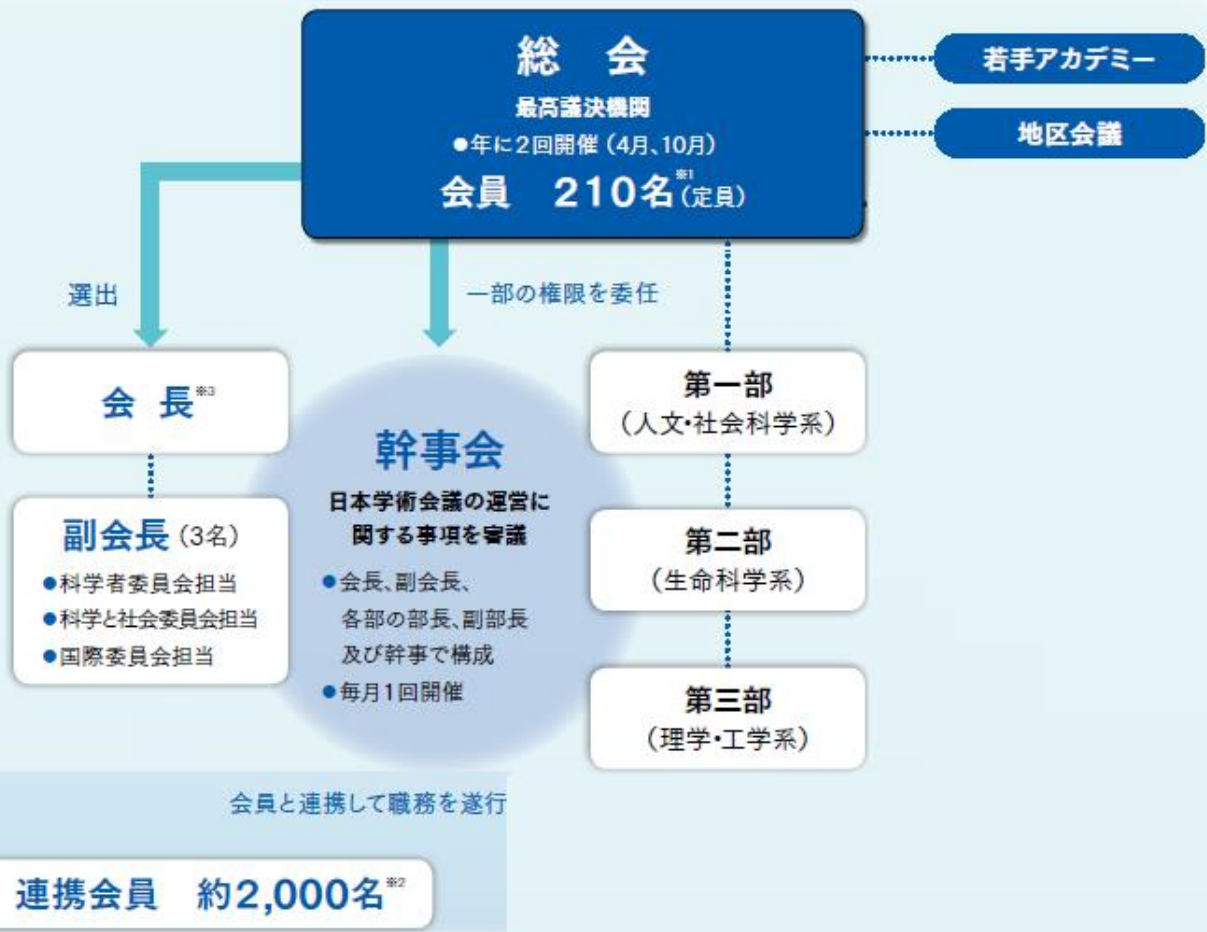 総 会
最高議決機関
●年に2回開催(4月、10月)
会員 210名※1(定員)
若手アカデミー
地区会議
選出
一部の権限を委任
会 長※3
副会長(3名)
●科学者委員会担当
●科学と社会委員会担当
●国際委員会担当
幹事会
日本学術会議の運営に
関する事項を審議
●会長、副会長、
各部の部長、副部長
及び幹事で構成
●毎月1回開催
第一部
(人文・社会科学系)
第二部
(生命科学系)
第三部
(理学・工学系)
会員と連携して職務を遂行
連携会員 約2,000名※2